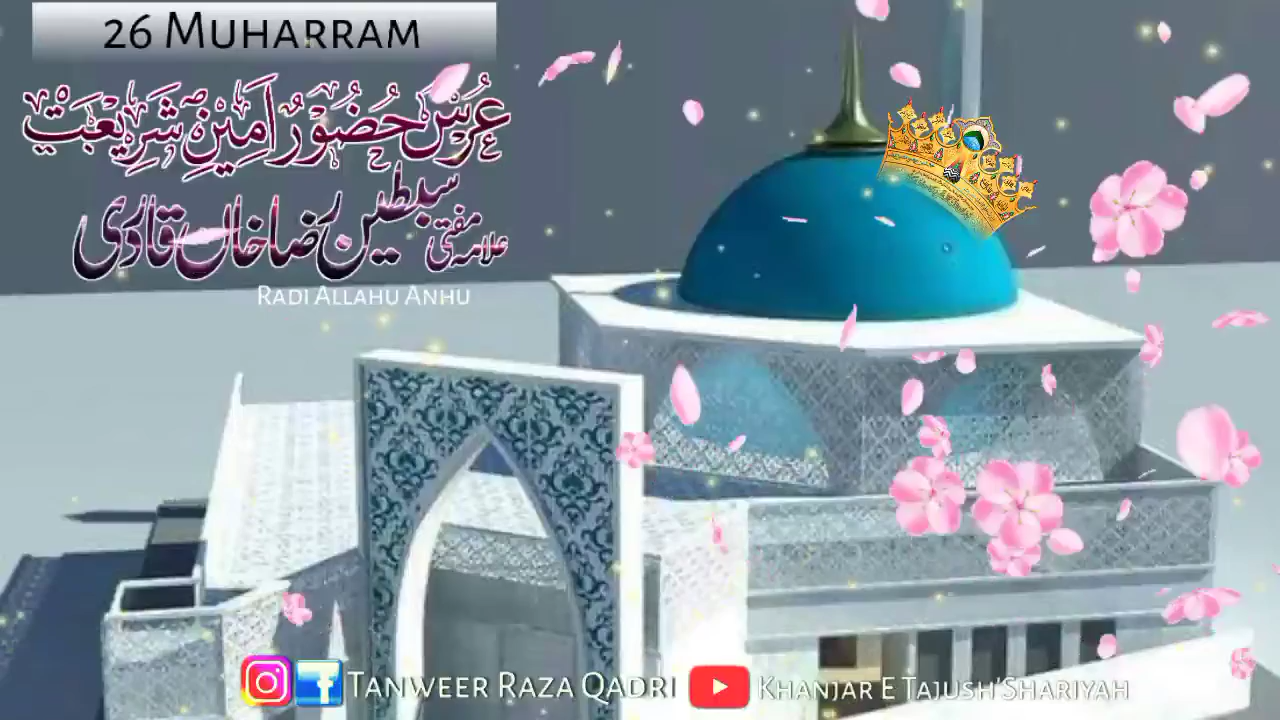 26 MUHARRAM
عرس حضور امین شریعت
علامہ مفتی سبطین رضا خاں قادری
RADI ALLAHU ANHU
TANWEER RAZA QADRI
KHANJAR E TAJUSH'SHARIYAH